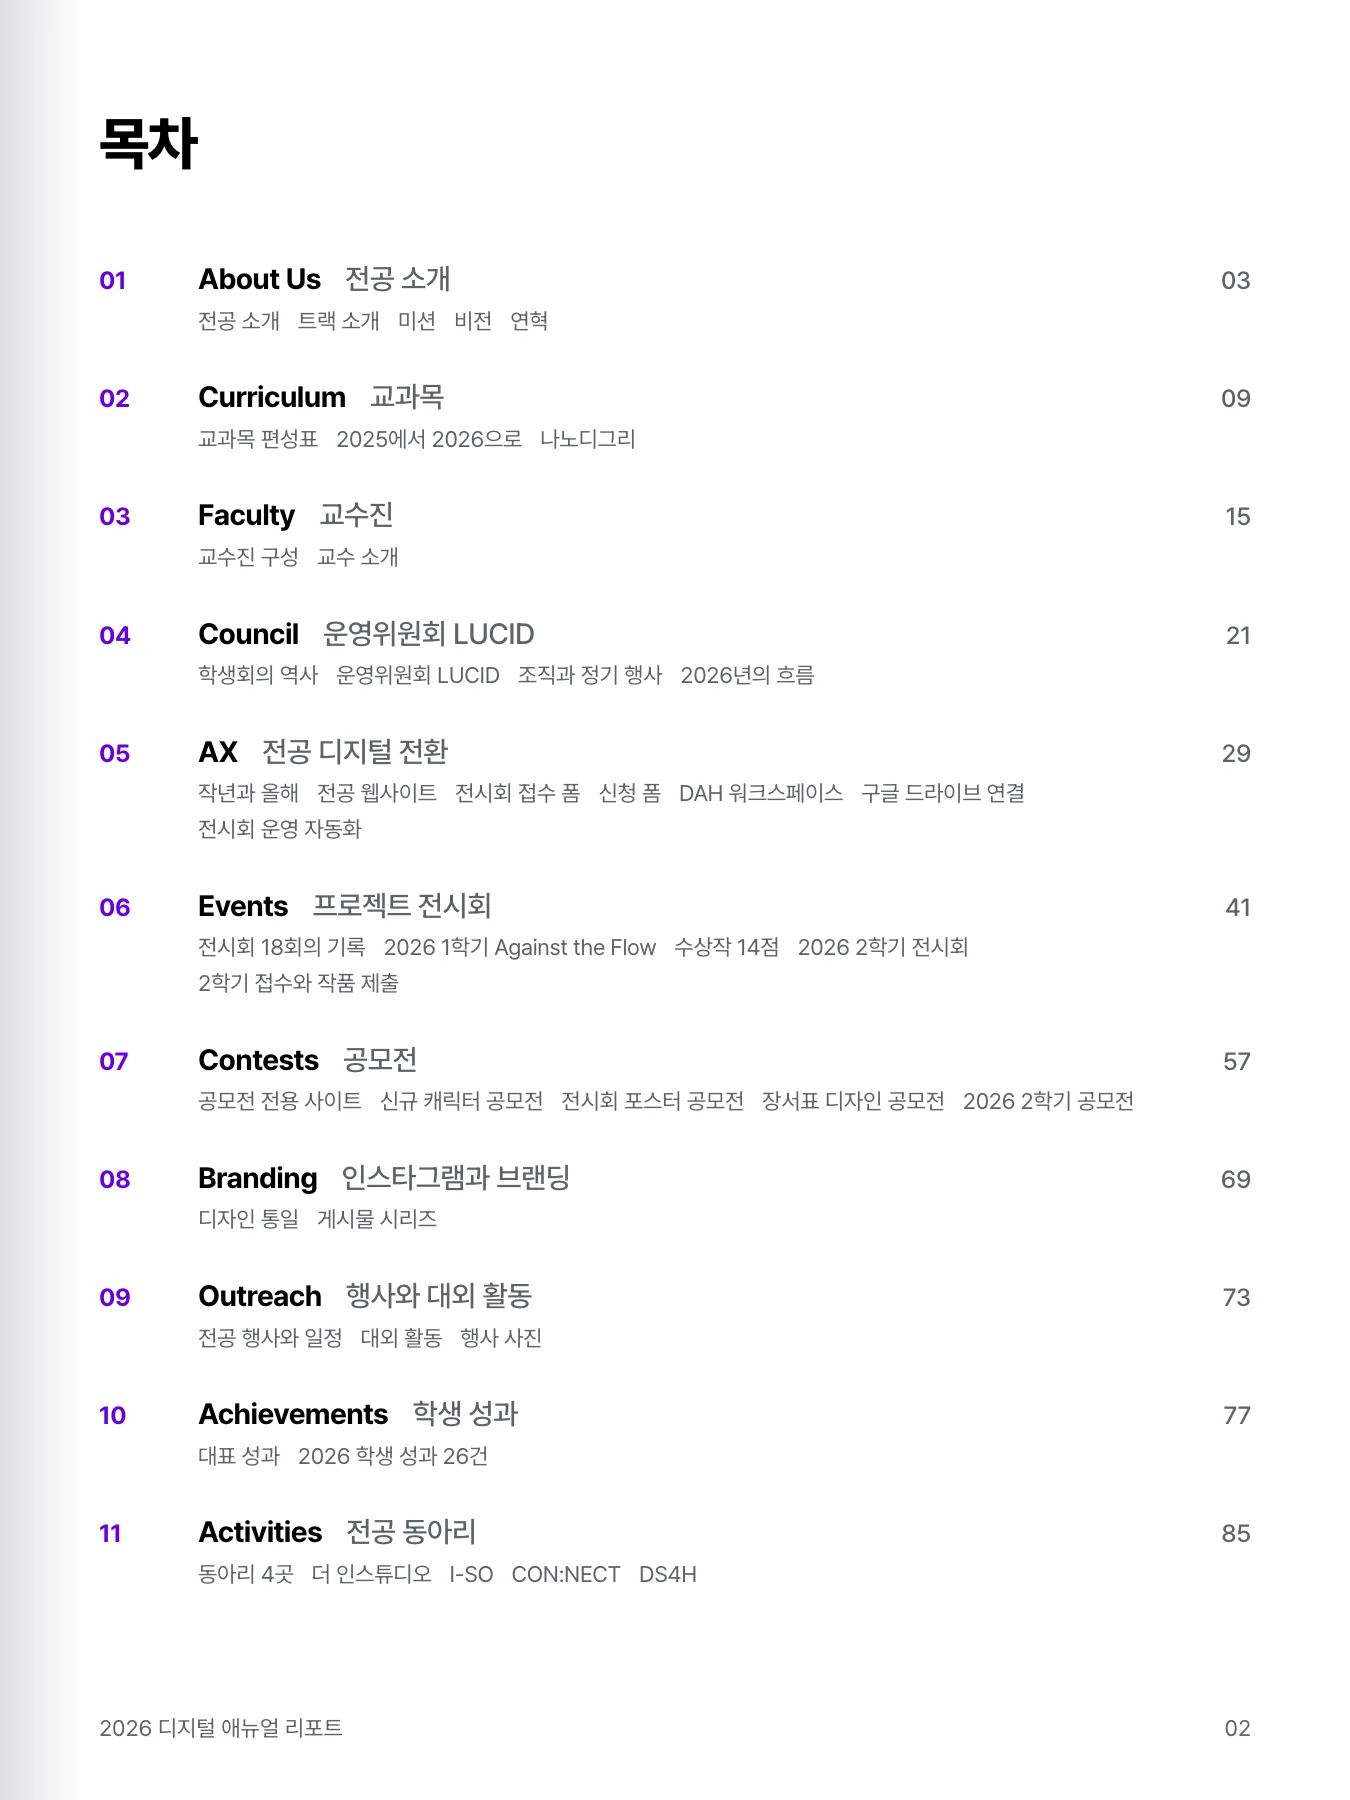 목차
01 About Us 전공 소개 03
전공 소개 트랙 소개 미션 비전 연혁
02 Curriculum 교과목 09
교과목 편성표 2025에서 2026으로 나노디그리
03 Faculty 교수진 15
교수진 구성 교수 소개
04 Council 운영위원회 LUCID 21
학생회의 역사 운영위원회 LUCID 조직과 정기 행사 2026년의 흐름
05 AX 전공 디지털 전환 29
작년과 올해 전공 웹사이트 전시회 접수 폼 신청 폼 DAH 워크스페이스 구글 드라이브 연결
전시회 운영 자동화
06 Events 프로젝트 전시회 41
전시회 18회의 기록 2026 1학기 Against the Flow 수상작 14점 2026 2학기 전시회
2학기 접수와 작품 제출
07 Contests 공모전 57
공모전 전용 사이트 신규 캐릭터 공모전 전시회 포스터 공모전 장서표 디자인 공모전 2026 2학기 공모전
08 Branding 인스타그램과 브랜딩 69
디자인 통일 게시물 시리즈
09 Outreach 행사와 대외 활동 73
전공 행사와 일정 대외 활동 행사 사진
10 Achievements 학생 성과 77
대표 성과 2026 학생 성과 26건
11 Activities 전공 동아리 85
동아리 4곳 더 인스튜디오 I-SO CON:NECT DS4H
2026 디지털 애뉴얼 리포트 02